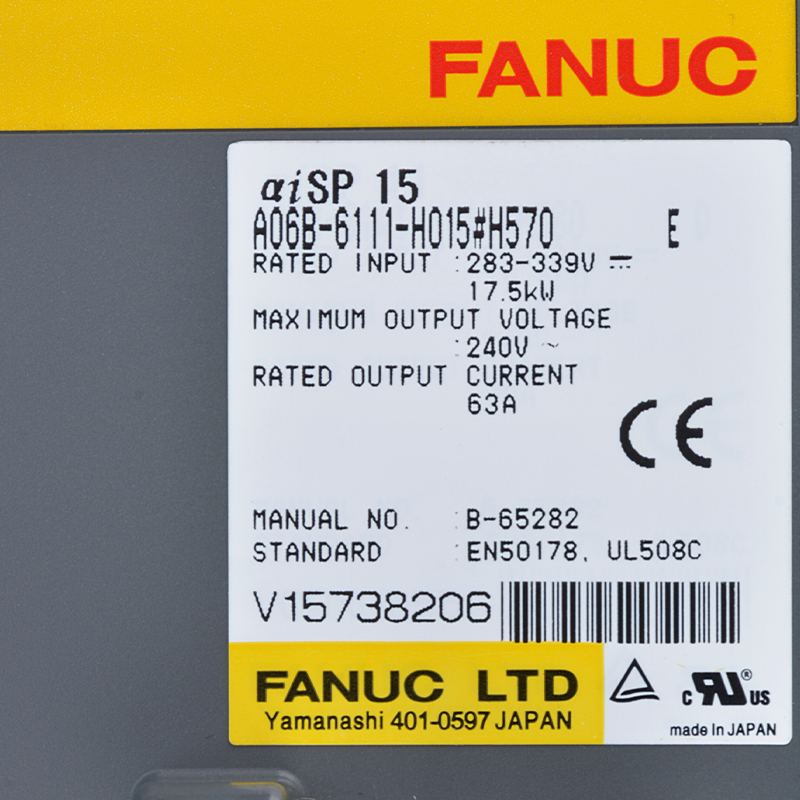 FANUC
αiSP 15
A06B-6111-H015#H570 E
RATED INPUT :283-339V ⎓
17.5kW
MAXIMUM OUTPUT VOLTAGE
:240V ~
RATED OUTPUT CURRENT
63A
CE
MANUAL NO. :B-65282
STANDARD :EN50178, UL508C
V15738206
FANUC LTD
Yamanashi 401-0597 JAPAN
c RU® US
made in JAPAN